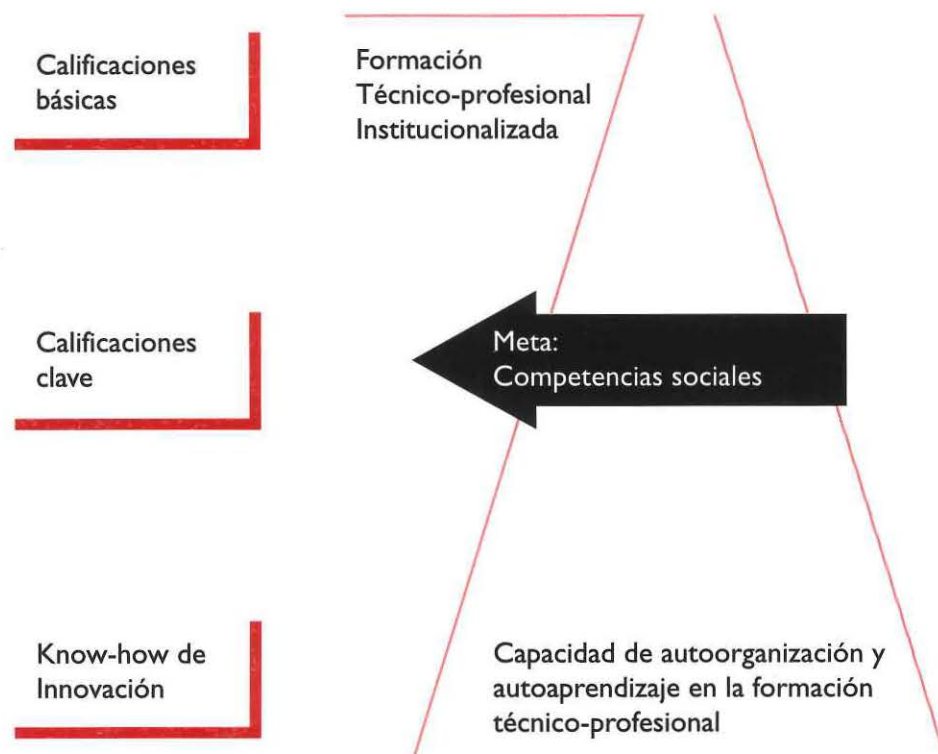 Calificaciones
básicas
Formación
Técnico-profesional
Institucionalizada
Calificaciones
clave
Meta:
Competencias sociales
Know-how de
Innovación
Capacidad de autoorganización y
autoaprendizaje en la formación
técnico-profesional